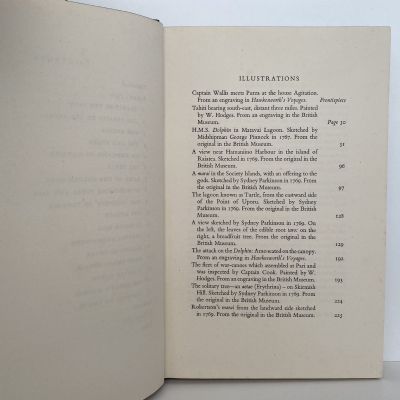 ILLUSTRATIONS
Captain Wallis meets Purea at the house Agitation.
From an engraving in Hawkesworth's Voyages. Frontispiece
Tahiti bearing south-east, distant three miles. Painted
by W. Hodges. From an engraving in the British
Museum. Page 50
H.M.S. Dolphin in Matavai Lagoon. Sketched by
Midshipman George Pinnock in 1767. From the
original in the British Museum. 51
A view near Hamanino Harbour in the island of
Raiatea. Sketched in 1769. From the original in the
British Museum. 96
A marai in the Society Islands, with an offering to the
gods. Sketched by Sydney Parkinson in 1769. From
the original in the British Museum. 97
The lagoon known as Turtle, from the eastward side
of the Point of Uporu. Sketched by Sydney
Parkinson in 1769. From the original in the British
Museum. 128
A view sketched by Sydney Parkinson in 1769. On
the left, the leaves of the edible root taro: on the
right, a breadfruit tree. From the original in the
British Museum. 129
The attack on the Dolphin: Amo seated on the canopy.
From an engraving in Hawkesworth's Voyages. 192
The fleet of war-canoes which assembled at Pari and
was inspected by Captain Cook. Painted by W.
Hodges. From an engraving in the British Museum. 193
The solitary tree—an aetae (Erythrina)—on Skirmish
Hill. Sketched by Sydney Parkinson in 1769. From
the original in the British Museum. 224
Robertson's marai from the landward side sketched
in 1769. From the original in the British Museum. 225